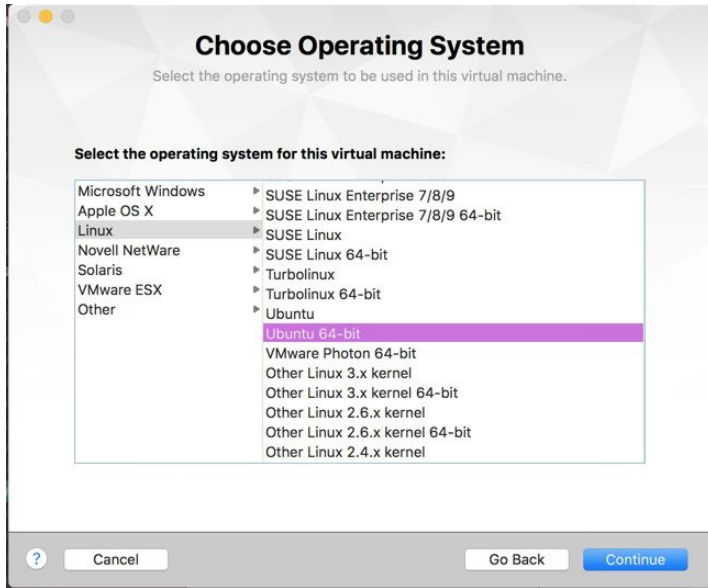 Choose Operating System
Select the operating system to be used in this virtual machine.
Select the operating system for this virtual machine:
Microsoft Windows
Apple OS X
Linux
Novell NetWare
Solaris
VMware ESX
Other
SUSE Linux Enterprise 7/8/9
SUSE Linux Enterprise 7/8/9 64-bit
SUSE Linux
SUSE Linux 64-bit
Turbolinux
Turbolinux 64-bit
Ubuntu
Ubuntu 64-bit
VMware Photon 64-bit
Other Linux 3.x kernel
Other Linux 3.x kernel 64-bit
Other Linux 2.6.x kernel
Other Linux 2.6.x kernel 64-bit
Other Linux 2.4.x kernel
?
Cancel
Go Back
Continue